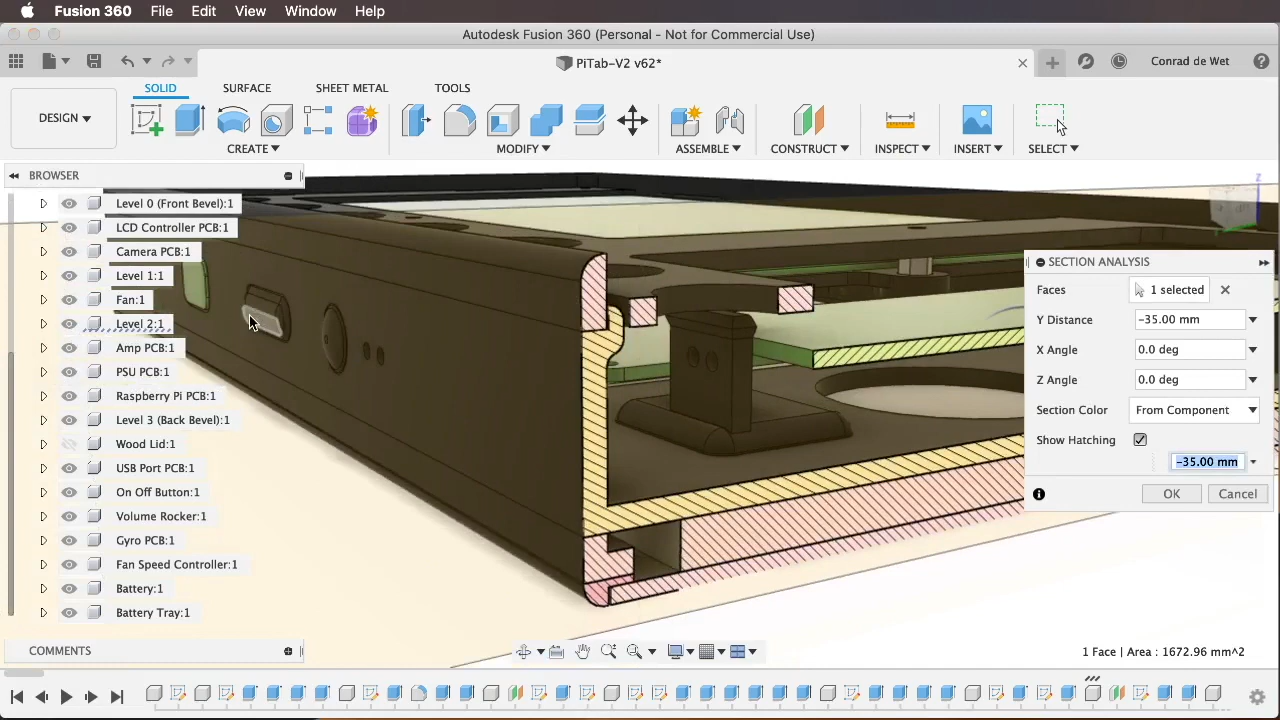 Fusion 360 File Edit View Window Help
Autodesk Fusion 360 (Personal - Not for Commercial Use)
PiTab-V2 v62*
Conrad de Wet
SOLID SURFACE SHEET METAL TOOLS
DESIGN
CREATE MODIFY ASSEMBLE CONSTRUCT INSPECT INSERT SELECT
BROWSER
Level 0 (Front Bevel):1
LCD Controller PCB:1
Camera PCB:1
Level 1:1
Fan:1
Level 2:1
Amp PCB:1
PSU PCB:1
Raspberry Pi PCB:1
Level 3 (Back Bevel):1
Wood Lid:1
USB Port PCB:1
On Off Button:1
Volume Rocker:1
Gyro PCB:1
Fan Speed Controller:1
Battery:1
Battery Tray:1
COMMENTS
Z
SECTION ANALYSIS
Faces 1 selected
Y Distance -35.00 mm
X Angle 0.0 deg
Z Angle 0.0 deg
Section Color From Component
Show Hatching
-35.00 mm
OK Cancel
1 Face | Area : 1672.96 mm^2